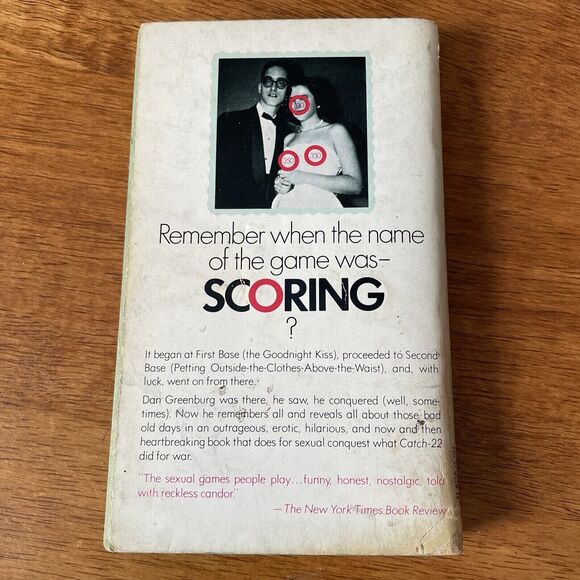 50
250
350
Remember when the name
of the game was–
SCORING
?
It began at First Base (the Goodnight Kiss), proceeded to Second
Base (Petting Outside-the-Clothes-Above-the-Waist), and, with
luck, went on from there.
Dan Greenburg was there, he saw, he conquered (well, some-
times). Now he remembers all and reveals all about those bad
old days in an outrageous, erotic, hilarious, and now and then
heartbreaking book that does for sexual conquest what Catch-22
did for war.
"The sexual games people play...funny, honest, nostalgic, told
with reckless candor."
—The New York Times Book Review